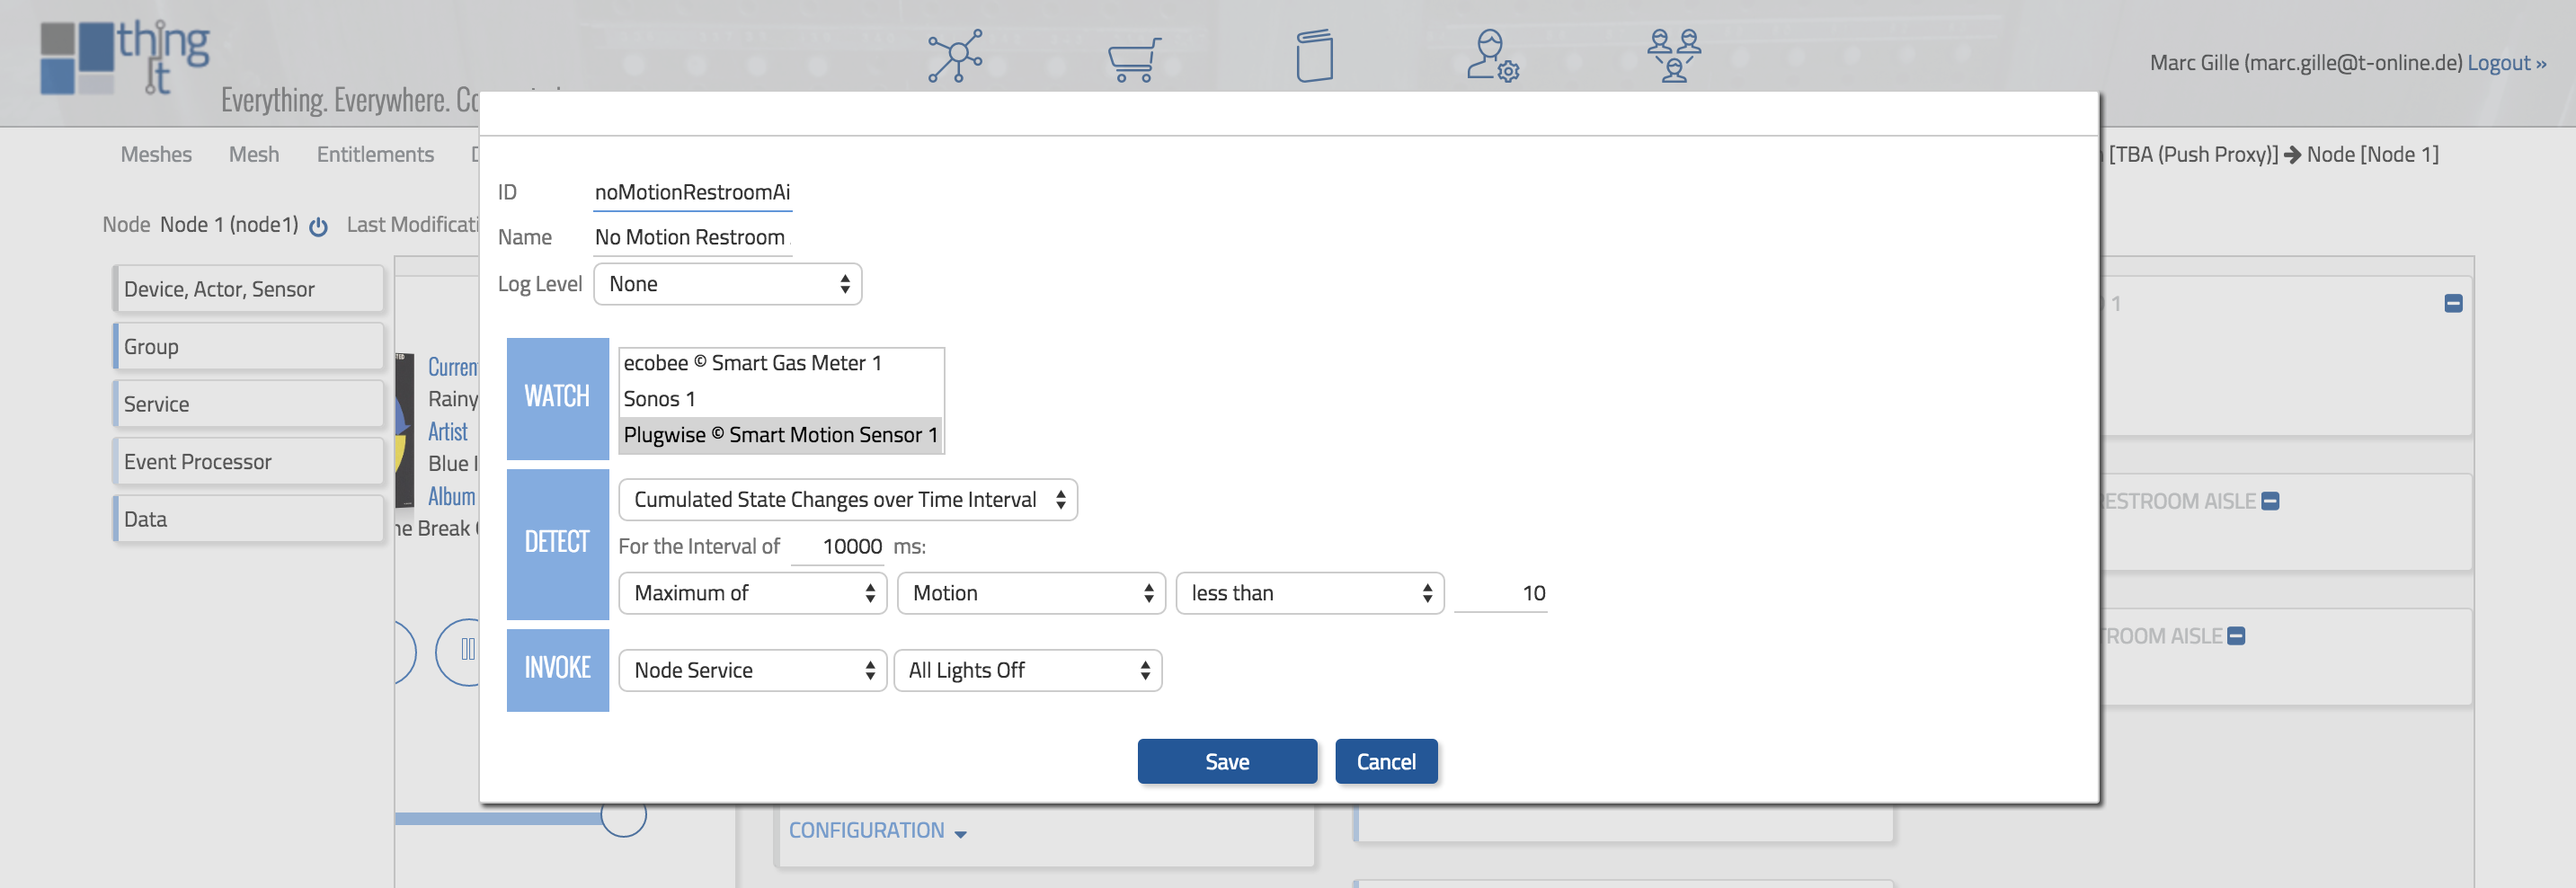 thing it
Everything. Everywhere.
Marc Gille (marc.gille@t-online.de) Logout »
Meshes Mesh Entitlements
[TBA (Push Proxy)] → Node [Node 1]
Node Node 1 (node1) Last Modificati
Device, Actor, Sensor
Group
Service
Event Processor
Data
Curren
Rainy
Artist
Blue
Album
he Break
ID noMotionRestroomAi
Name No Motion Restroom
Log Level None
WATCH
ecobee © Smart Gas Meter 1
Sonos 1
Plugwise © Smart Motion Sensor 1
DETECT
Cumulated State Changes over Time Interval
For the Interval of 10000 ms:
Maximum of Motion less than 10
INVOKE
Node Service All Lights Off
Save Cancel
1
ESTROOM AISLE
TROOM AISLE
CONFIGURATION